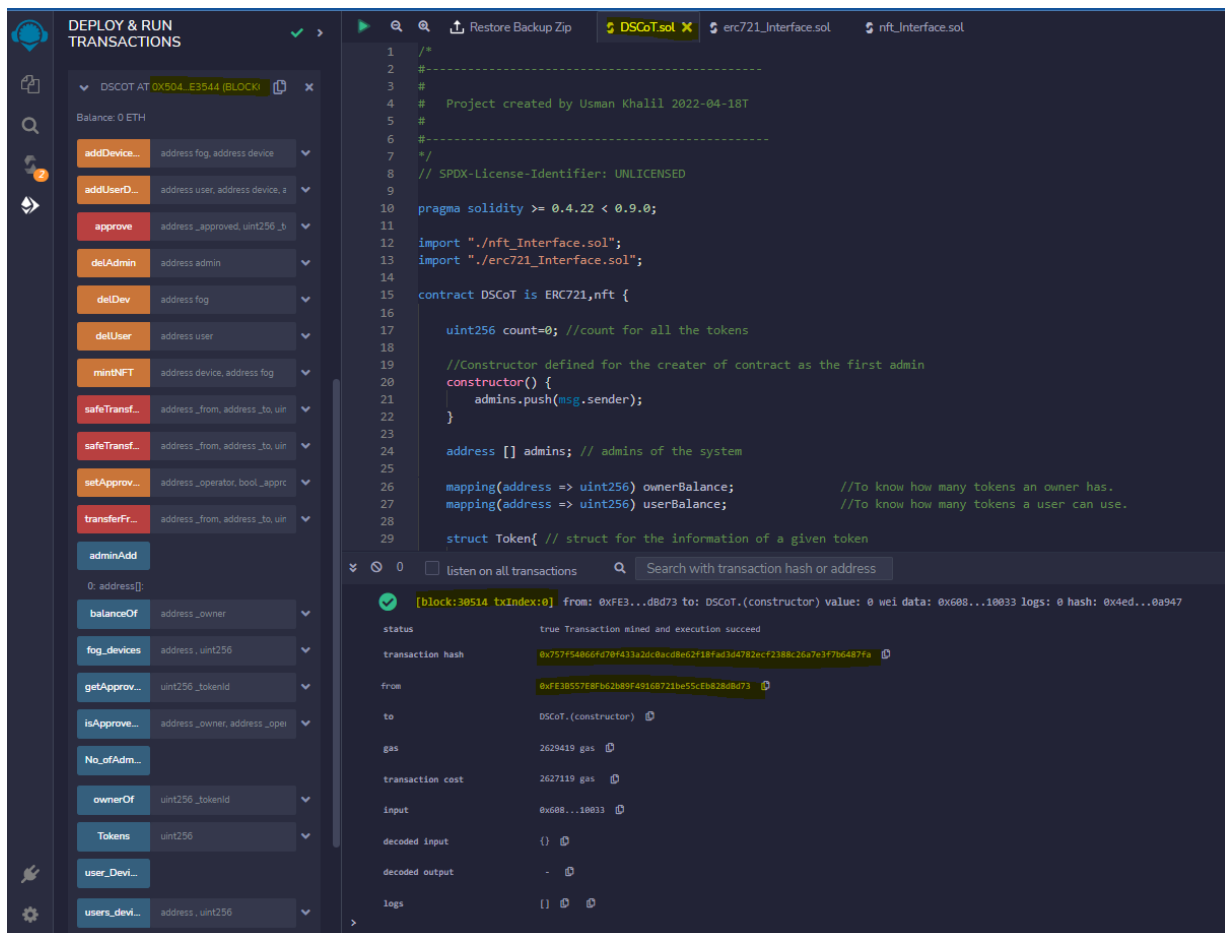 DEPLOY & RUN
TRANSACTIONS
2
DSCOT AT 0X504...E3544 (BLOCK
Balance: 0 ETH
addDevice... address fog, address device
addUserD... address user, address device, a
approve address _approved, uint256 _t
delAdmin address admin
delDev address fog
delUser address user
mintNFT address device, address fog
safeTransf... address _from, address _to, uin
safeTransf... address _from, address _to, uin
setApprov... address _operator, bool _appro
transferFr... address _from, address _to, uin
adminAdd
0: address[]:
balanceOf address _owner
fog_devices address , uint256
getApprov... uint256 _tokenId
isApprove... address _owner, address _oper
No_ofAdm...
ownerOf uint256 _tokenId
Tokens uint256
user_Devi...
users_devi... address , uint256
Restore Backup Zip DSCoT.sol erc721_Interface.sol nft_Interface.sol
1 /*
2 #-----------------------------------------------
3 #
4 # Project created by Usman Khalil 2022-04-18T
5 #
6 #------------------------------------------------
7 */
8 // SPDX-License-Identifier: UNLICENSED
9
10 pragma solidity >= 0.4.22 < 0.9.0;
11
12 import "./nft_Interface.sol";
13 import "./erc721_Interface.sol";
14
15 contract DSCoT is ERC721,nft {
16
17 uint256 count=0; //count for all the tokens
18
19 //Constructor defined for the creater of contract as the first admin
20 constructor() {
21 admins.push(msg.sender);
22 }
23
24 address [] admins; // admins of the system
25
26 mapping(address => uint256) ownerBalance; //To know how many tokens an owner has.
27 mapping(address => uint256) userBalance; //To know how many tokens a user can use.
28
29 struct Token{ // struct for the information of a given token
0 listen on all transactions Search with transaction hash or address
[block:30514 txIndex:0] from: 0xFE3...dBd73 to: DSCoT.(constructor) value: 0 wei data: 0x608...10033 logs: 0 hash: 0x4ed...0a947
status true Transaction mined and execution succeed
transaction hash 0x757f54066fd70f433a2dc0acd8e62f18fad3d4782ecf2388c26a7e3f7b6487fa
from 0xFE3B557E8Fb62b89F4916B721be55cEb828dBd73
to DSCoT.(constructor)
gas 2629419 gas
transaction cost 2627119 gas
input 0x608...10033
decoded input {}
decoded output -
logs []
>